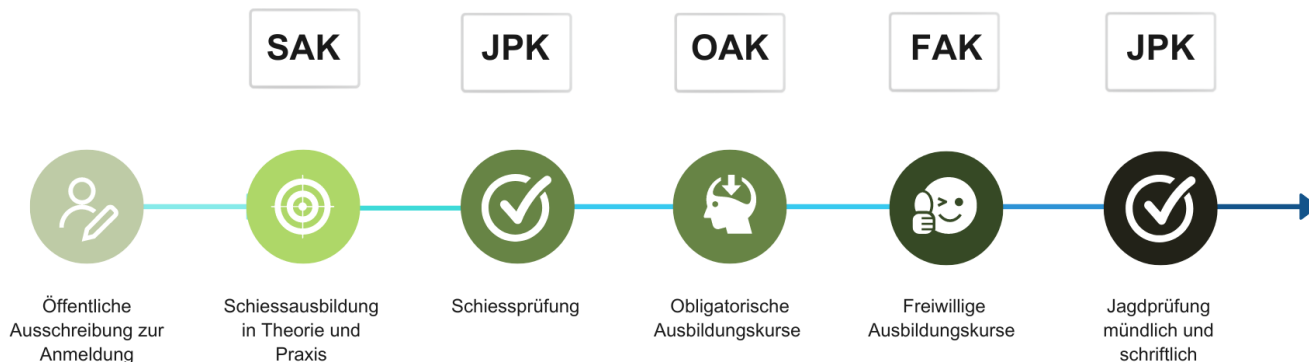 SAK
JPK
OAK
FAK
JPK
Öffentliche
Ausschreibung zur
Anmeldung
Schiessausbildung
in Theorie und
Praxis
Schiessprüfung
Obligatorische
Ausbildungskurse
Freiwillige
Ausbildungskurse
Jagdprüfung
mündlich und
schriftlich